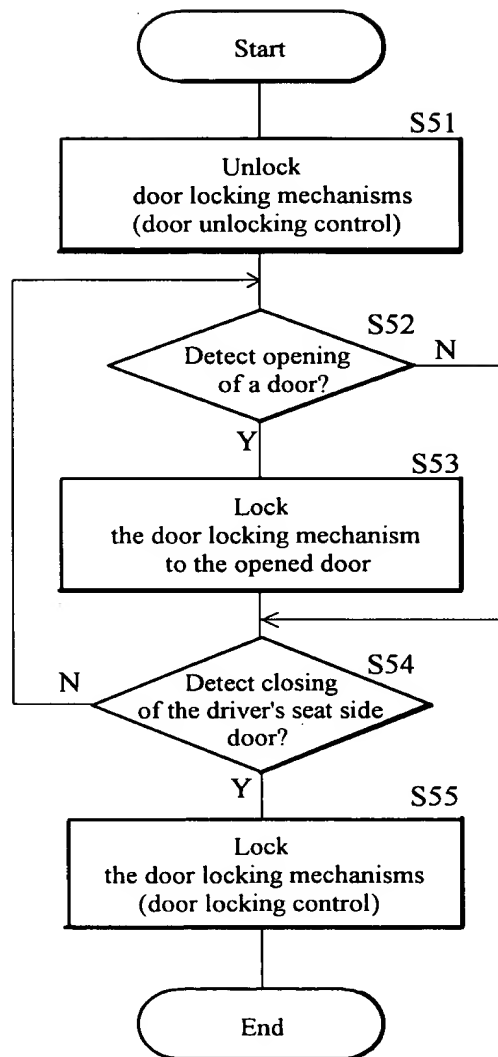 Start
S51
Unlock
door locking mechanisms
(door unlocking control)
S52
Detect opening
of a door?
N
Y
S53
Lock
the door locking mechanism
to the opened door
S54
N
Detect closing
of the driver's seat side
door?
Y
S55
Lock
the door locking mechanisms
(door locking control)
End